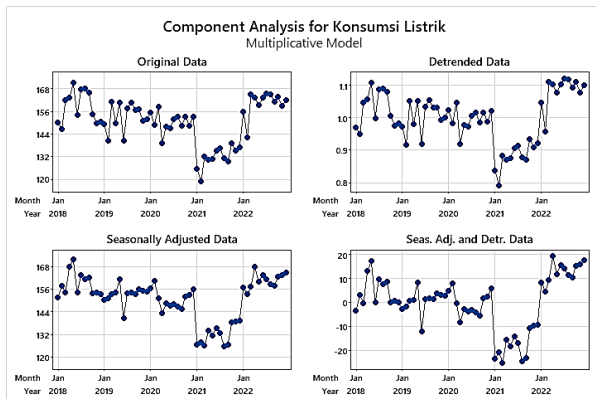 Component Analysis for Konsumsi Listrik
Multiplicative Model
Original Data
168
156
144
132
120
Month Jan Jan Jan Jan Jan
Year 2018 2019 2020 2021 2022
Detrended Data
1.1
1.0
0.9
0.8
Month Jan Jan Jan Jan Jan
Year 2018 2019 2020 2021 2022
Seasonally Adjusted Data
168
156
144
132
120
Month Jan Jan Jan Jan Jan
Year 2018 2019 2020 2021 2022
Seas. Adj. and Detr. Data
20
10
0
-10
-20
Month Jan Jan Jan Jan Jan
Year 2018 2019 2020 2021 2022